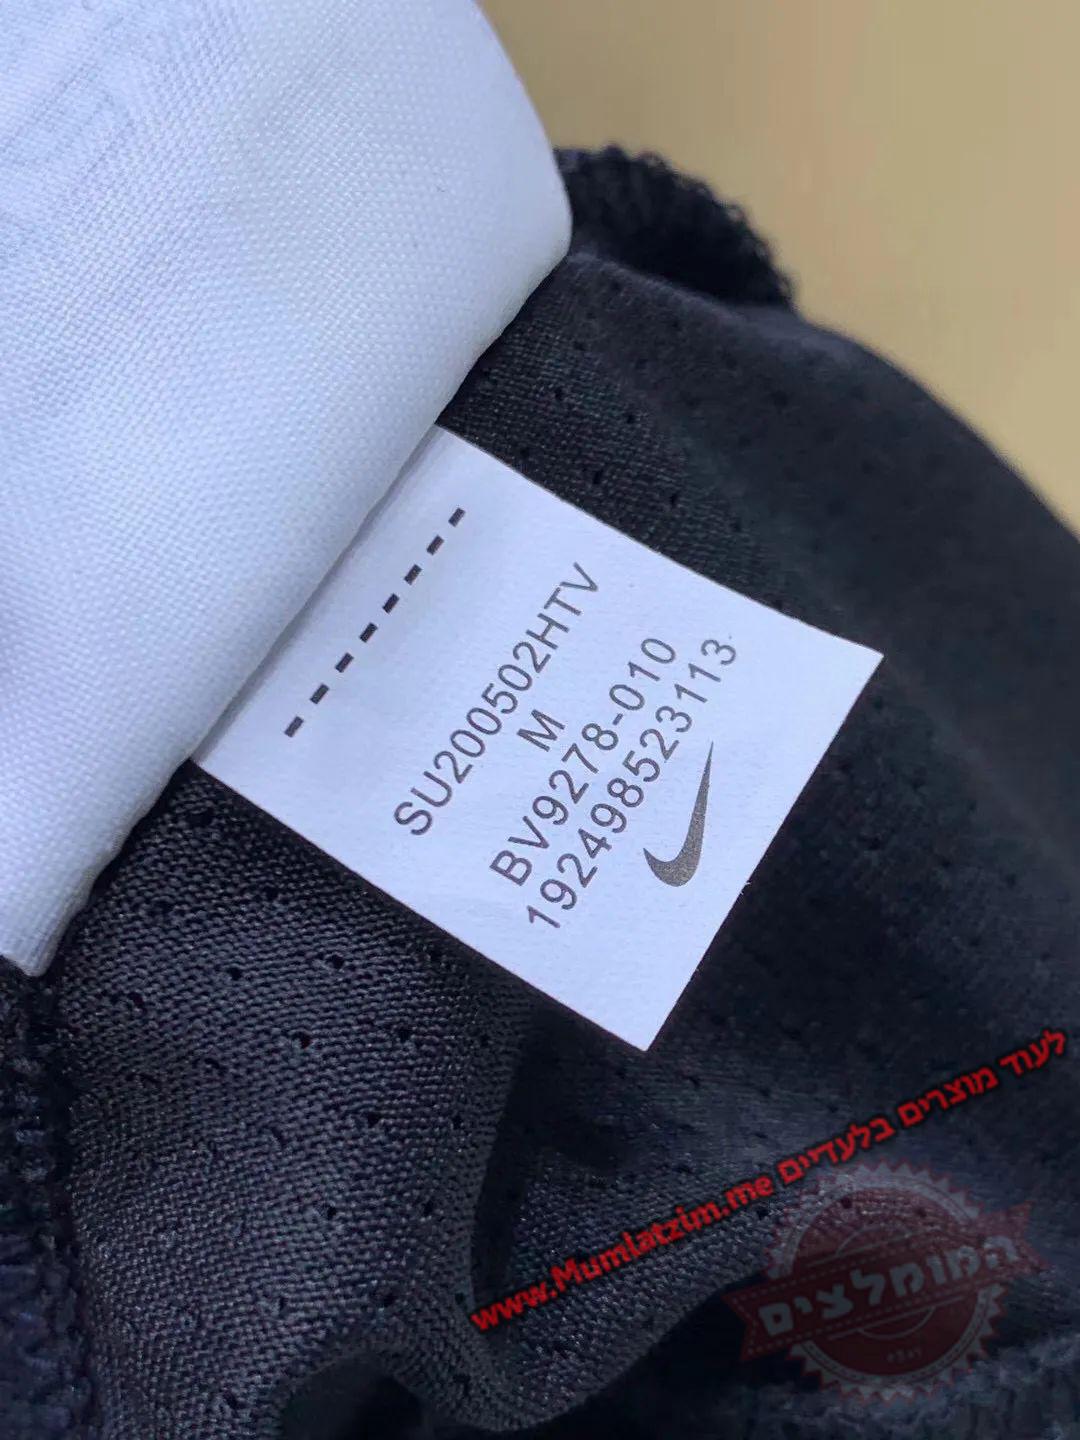 SU200502HTV
M
BV9278-010
192498523113
www.Mumlatzim.me לעוד מוצרים בלעדיים
המומלצים